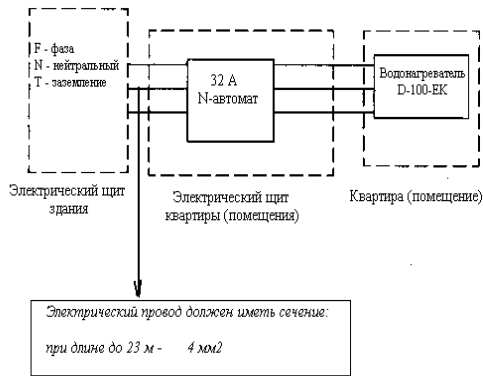 F - фаза
N - нейтральный
T - заземление
32 А
N-автомат
Водонагреватель
D-100-ЕК
Электрический щит
здания
Электрический щит
квартиры (помещения)
Квартира (помещение)
Электрический провод должен иметь сечение:
при длине до 23 м - 4 мм2